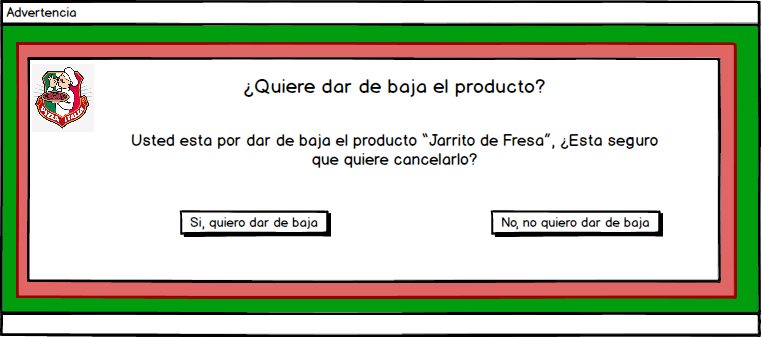 Advertencia
¿Quiere dar de baja el producto?
Usted esta por dar de baja el producto “Jarrito de Fresa”, ¿Esta seguro
que quiere cancelarlo?
Si, quiero dar de baja
No, no quiero dar de baja